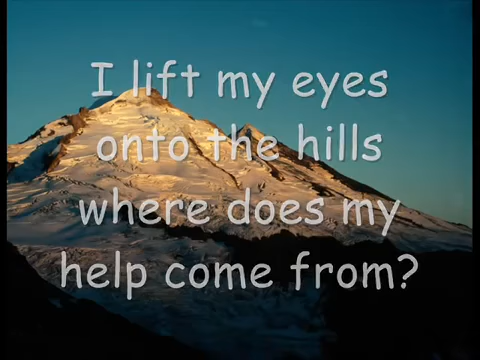 I lift my eyes
onto the hills
where does my
help come from?